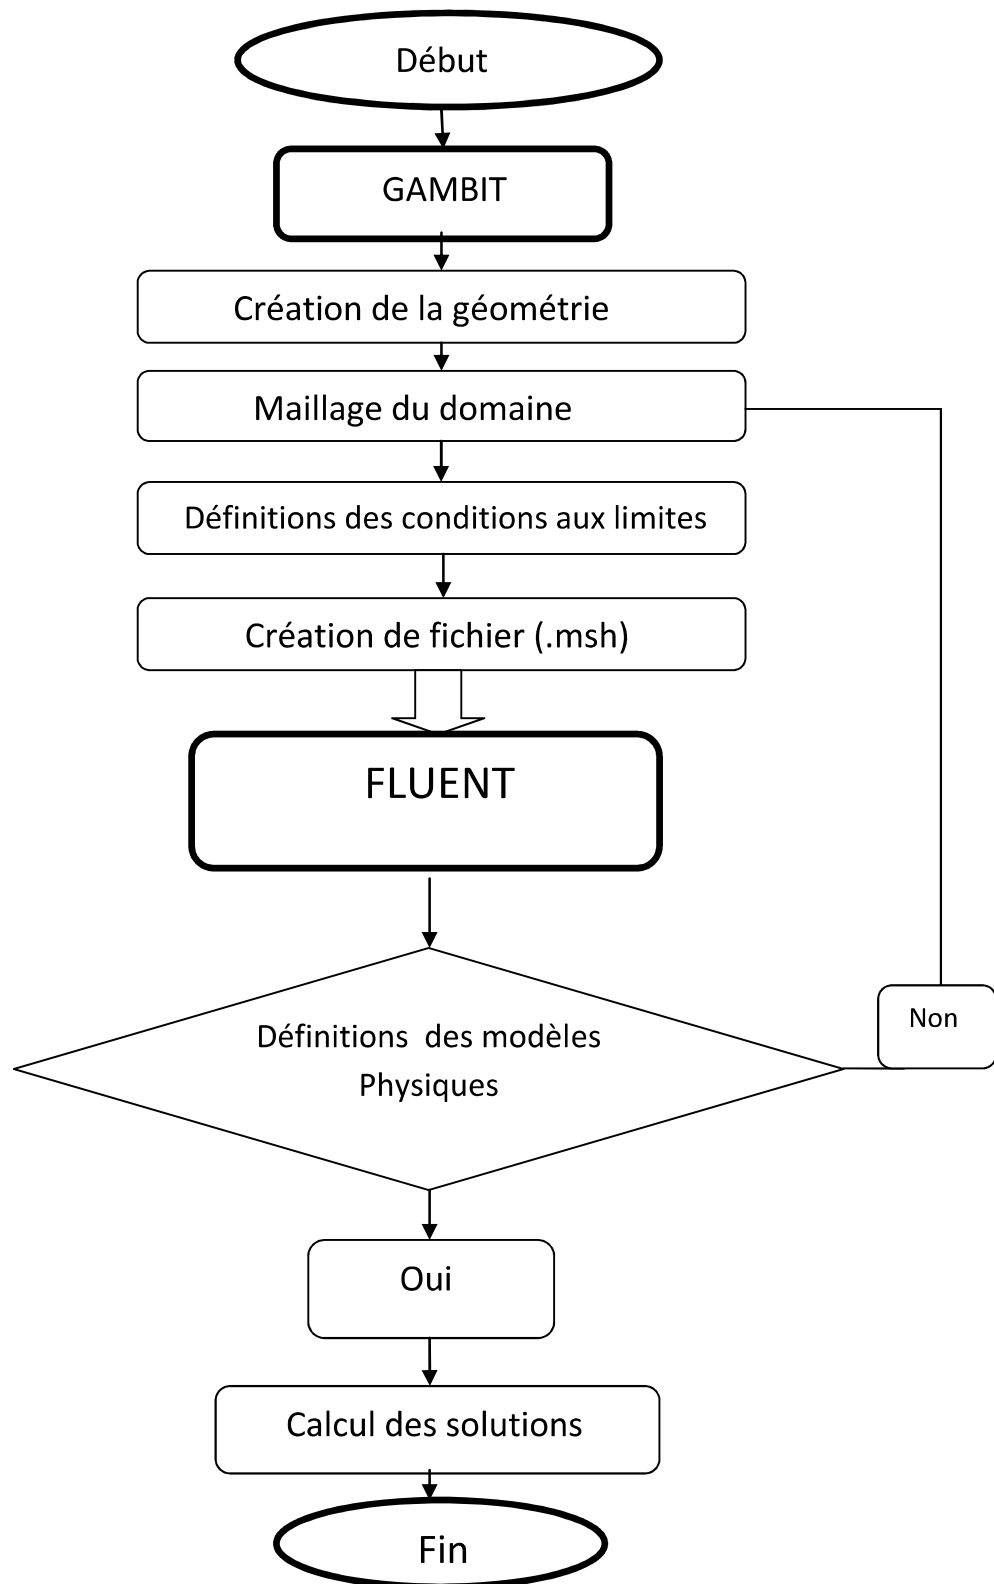 Début
GAMBIT
Création de la géométrie
Maillage du domaine
Définitions des conditions aux limites
Création de fichier (.msh)
FLUENT
Définitions des modèles
Physiques
Non
Oui
Calcul des solutions
Fin